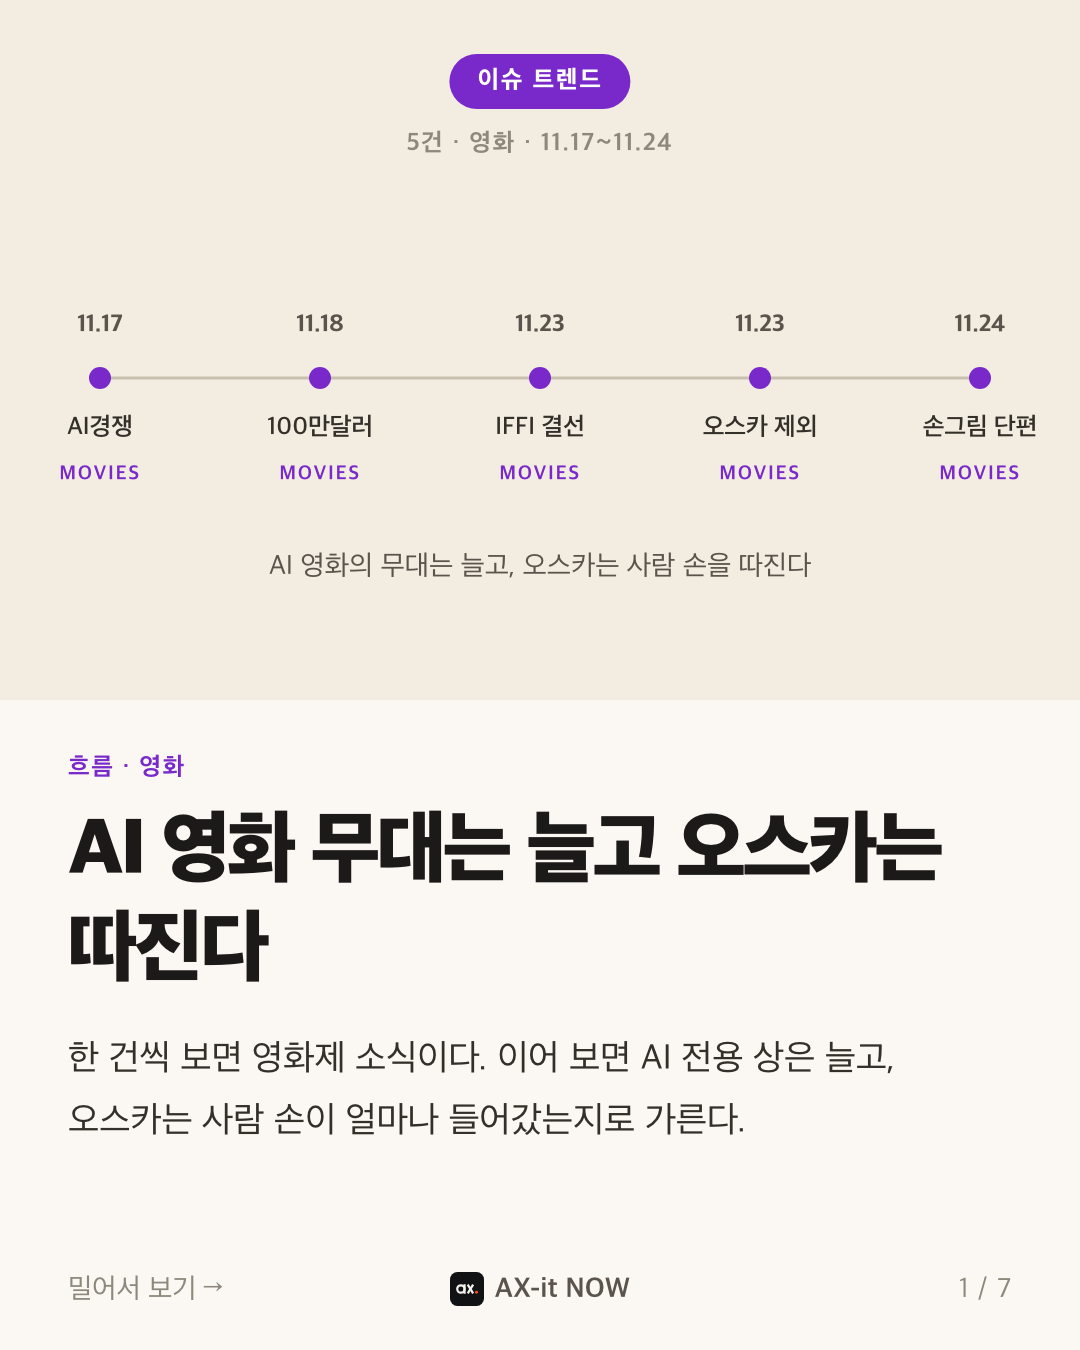 이슈 트렌드
5건 · 영화 · 11.17~11.24
11.17 11.18 11.23 11.23 11.24
AI경쟁 100만달러 IFFI 결선 오스카 제외 손그림 단편
MOVIES MOVIES MOVIES MOVIES MOVIES
AI 영화의 무대는 늘고, 오스카는 사람 손을 따진다
흐름 · 영화
AI 영화 무대는 늘고 오스카는
따진다
한 건씩 보면 영화제 소식이다. 이어 보면 AI 전용 상은 늘고,
오스카는 사람 손이 얼마나 들어갔는지로 가른다.
밀어서 보기 → ax. AX-it NOW 1 / 7